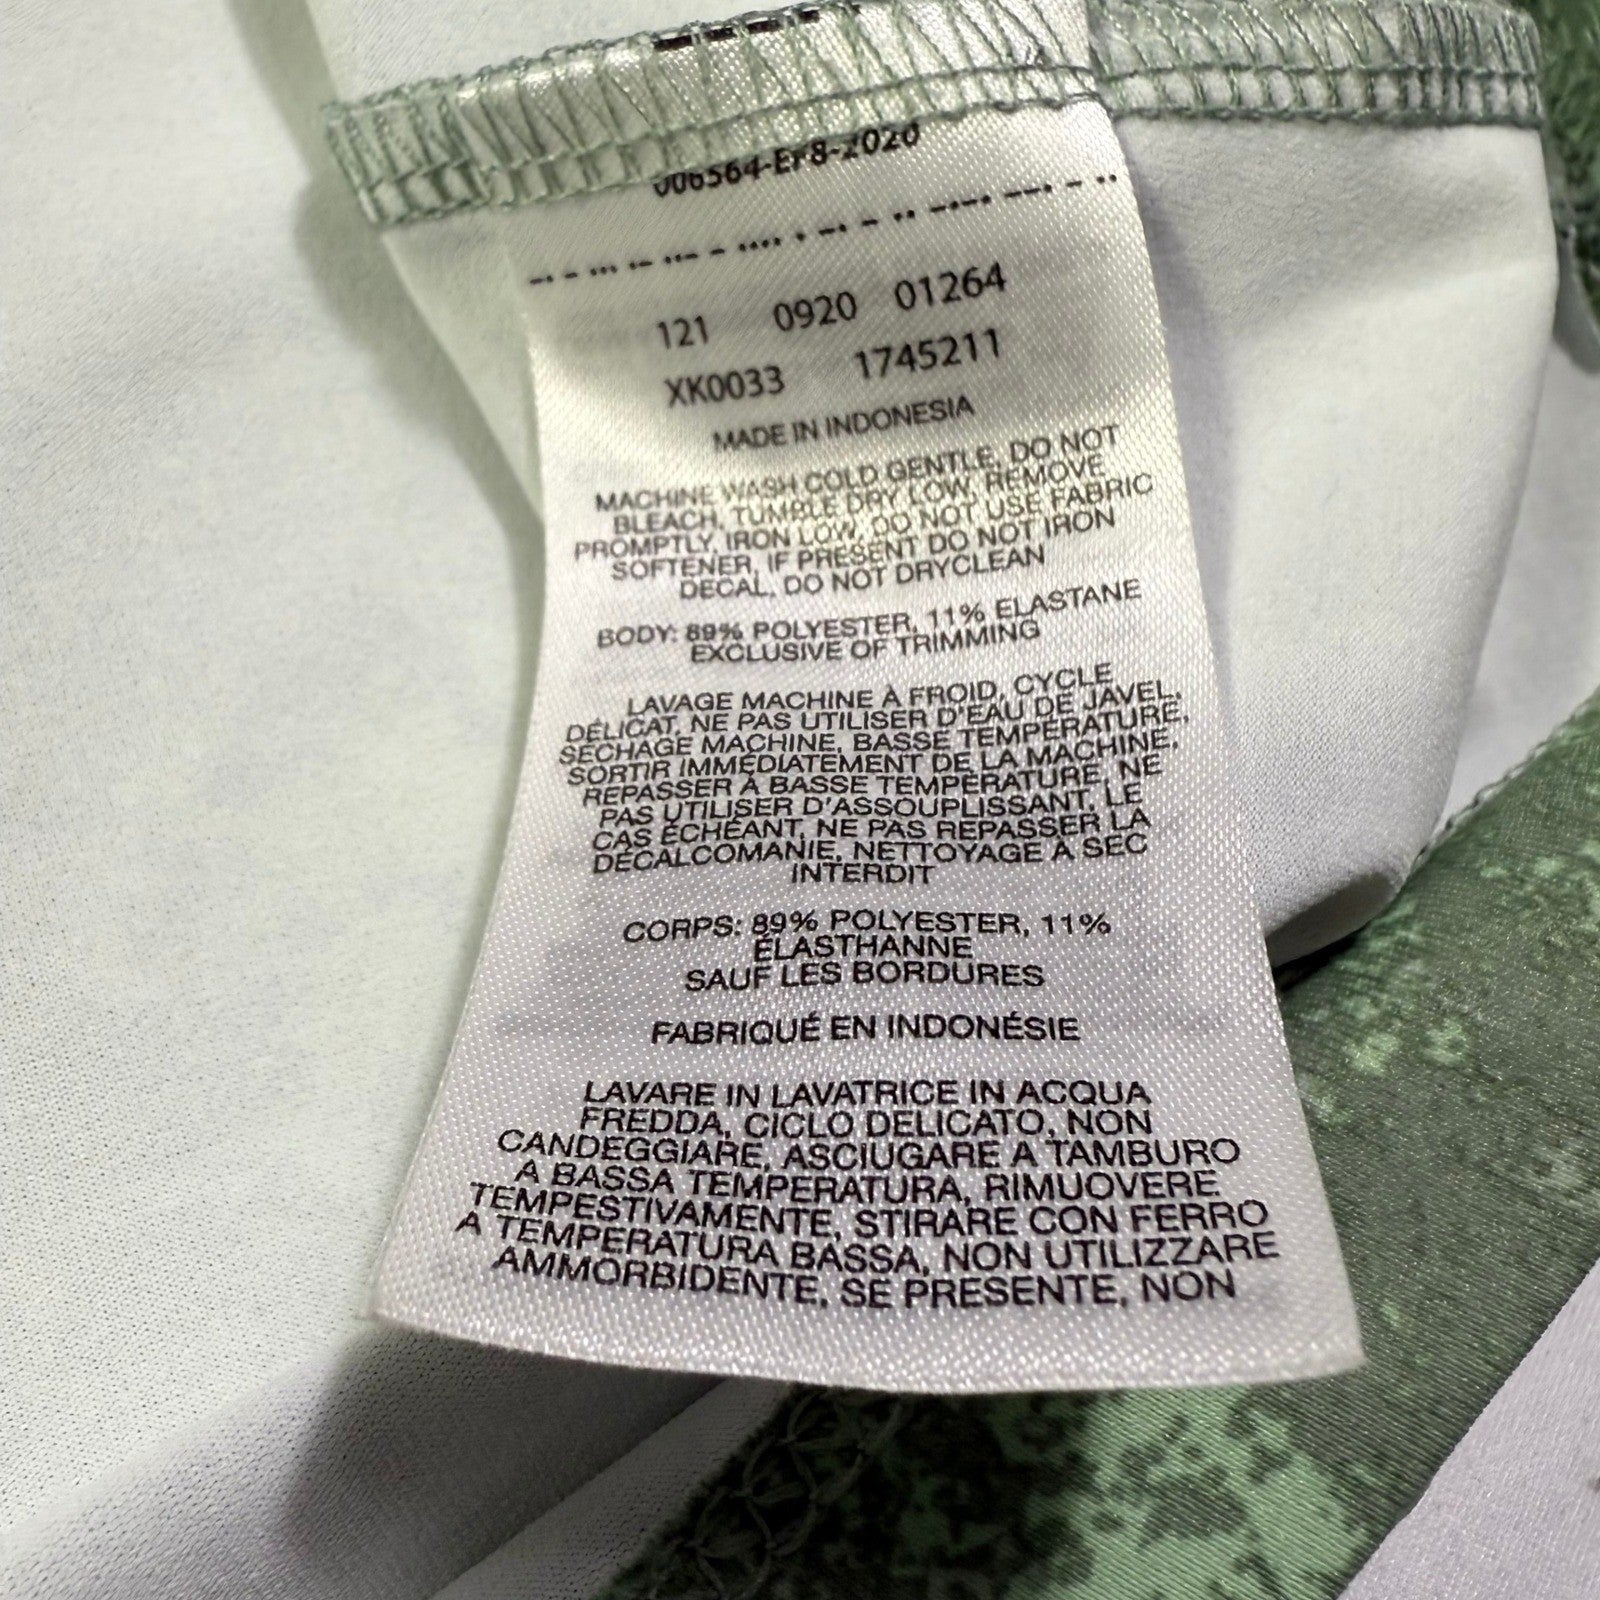 006564-EF8-2020
121 0920 01264
XK0033 1745211
MADE IN INDONESIA
MACHINE WASH COLD GENTLE, DO NOT
BLEACH, TUMBLE DRY LOW, REMOVE
PROMPTLY, IRON LOW, DO NOT USE FABRIC
SOFTENER, IF PRESENT DO NOT IRON
DECAL, DO NOT DRYCLEAN
BODY: 89% POLYESTER, 11% ELASTANE
EXCLUSIVE OF TRIMMING
LAVAGE MACHINE À FROID, CYCLE
DÉLICAT, NE PAS UTILISER D'EAU DE JAVEL,
SÉCHAGE MACHINE, BASSE TEMPÉRATURE,
SORTIR IMMÉDIATEMENT DE LA MACHINE,
REPASSER À BASSE TEMPÉRATURE, NE
PAS UTILISER D'ASSOUPLISSANT, LE
CAS ÉCHÉANT, NE PAS REPASSER LA
DÉCALCOMANIE, NETTOYAGE À SEC
INTERDIT
CORPS: 89% POLYESTER, 11%
ÉLASTHANNE
SAUF LES BORDURES
FABRIQUÉ EN INDONÉSIE
LAVARE IN LAVATRICE IN ACQUA
FREDDA, CICLO DELICATO, NON
CANDEGGIARE, ASCIUGARE A TAMBURO
A BASSA TEMPERATURA, RIMUOVERE
TEMPESTIVAMENTE, STIRARE CON FERRO
A TEMPERATURA BASSA, NON UTILIZZARE
AMMORBIDENTE, SE PRESENTE, NON